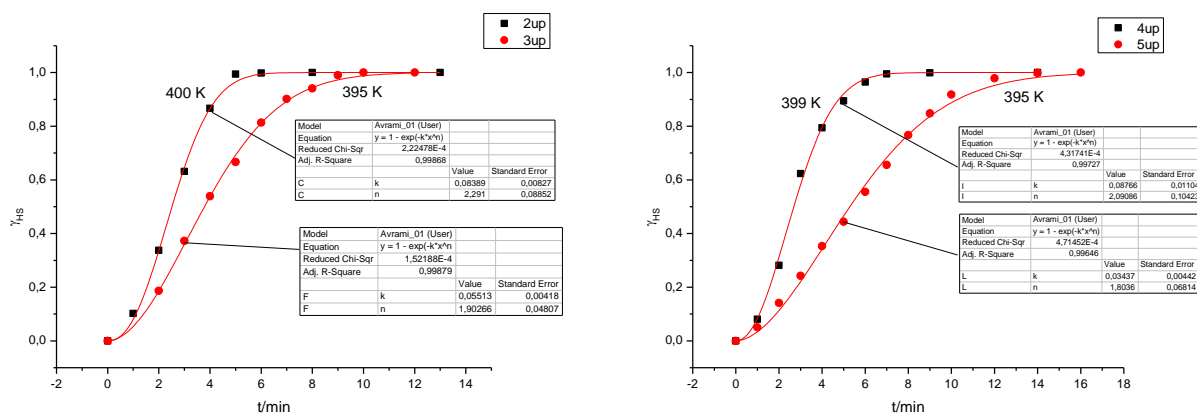 2up
3up
1,0
0,8
0,6
0,4
0,2
0,0
γHS
400 K
395 K
Model Avrami_01 (User)
Equation y = 1 - exp(-k*x^n)
Reduced Chi-Sqr 2,22478E-4
Adj. R-Square 0,99868
Value Standard Error
C k 0,08389 0,00827
C n 2,291 0,08852
Model Avrami_01 (User)
Equation y = 1 - exp(-k*x^n
Reduced Chi-Sqr 1,52188E-4
Adj. R-Square 0,99879
Value Standard Error
F k 0,05513 0,00418
F n 1,90266 0,04807
-2 0 2 4 6 8 10 12 14
t/min
4up
5up
1,0
0,8
0,6
0,4
0,2
0,0
γHS
399 K
395 K
Model Avrami_01 (User)
Equation y = 1 - exp(-k*x^n)
Reduced Chi-Sqr 4,31741E-4
Adj. R-Square 0,99727
Value Standard Error
I k 0,08766 0,01104
I n 2,09086 0,10423
Model Avrami_01 (User)
Equation y = 1 - exp(-k*x^n)
Reduced Chi-Sqr 4,71452E-4
Adj. R-Square 0,99646
Value Standard Error
L k 0,03437 0,00442
L n 1,8036 0,06814
-2 0 2 4 6 8 10 12 14 16 18
t/min